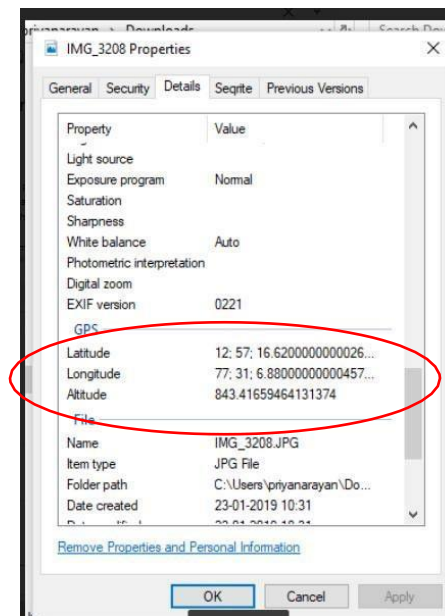 Downloads
Search Dow
IMG_3208 Properties
General Security Details Seqrite Previous Versions
Property Value
Light source
Exposure program Normal
Saturation
Sharpness
White balance Auto
Photometric interpretation
Digital zoom
EXIF version 0221
GPS
Latitude 12; 57; 16.6200000000026...
Longitude 77; 31; 6.88000000000457...
Altitude 843.41659464131374
File
Name IMG_3208.JPG
Item type JPG File
Folder path C:\Users\priyanarayan\Do...
Date created 23-01-2019 10:31
Remove Properties and Personal Information
OK Cancel Apply